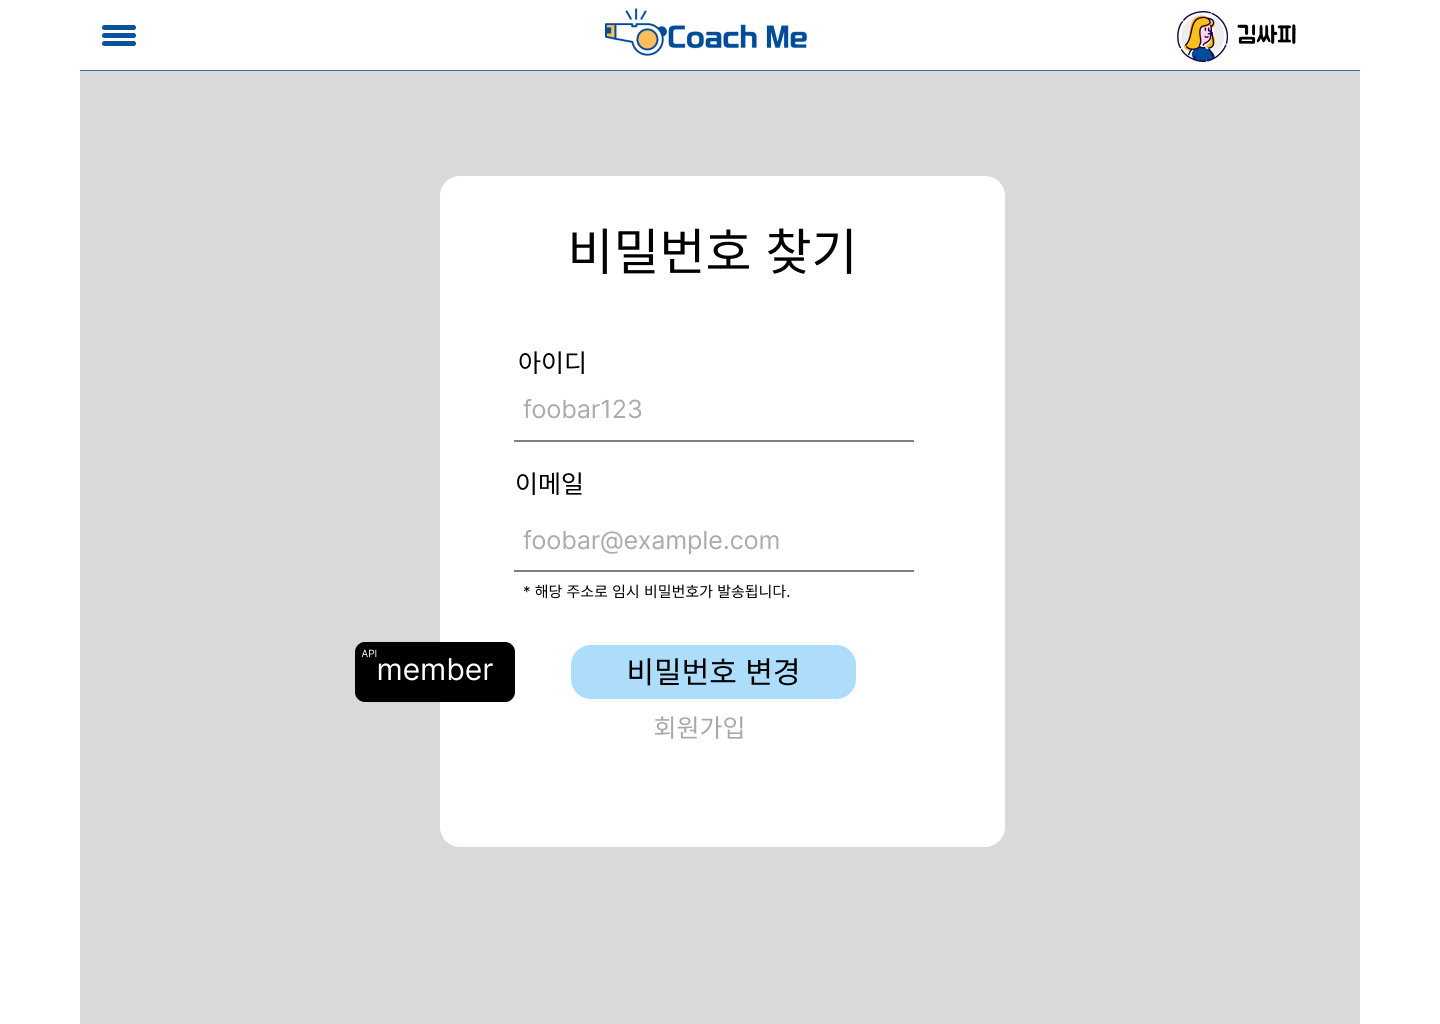 Coach Me
김싸피
비밀번호 찾기
아이디
foobar123
이메일
foobar@example.com
* 해당 주소로 임시 비밀번호가 발송됩니다.
API
member
비밀번호 변경
회원가입